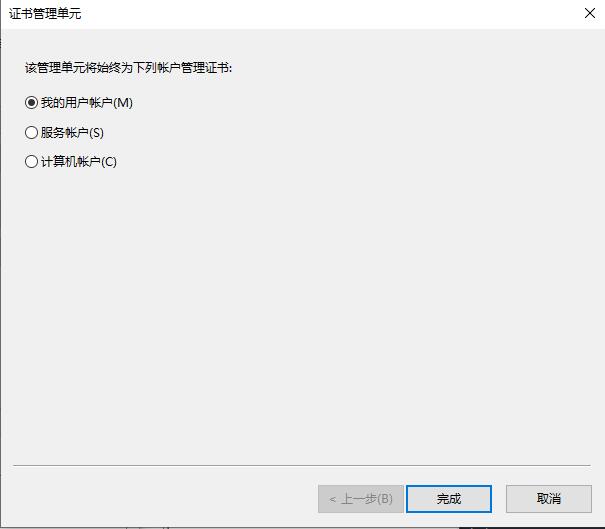 证书管理单元
该管理单元将始终为下列帐户管理证书:
我的用户帐户(M)
服务帐户(S)
计算机帐户(C)
< 上一步(B)
完成
取消